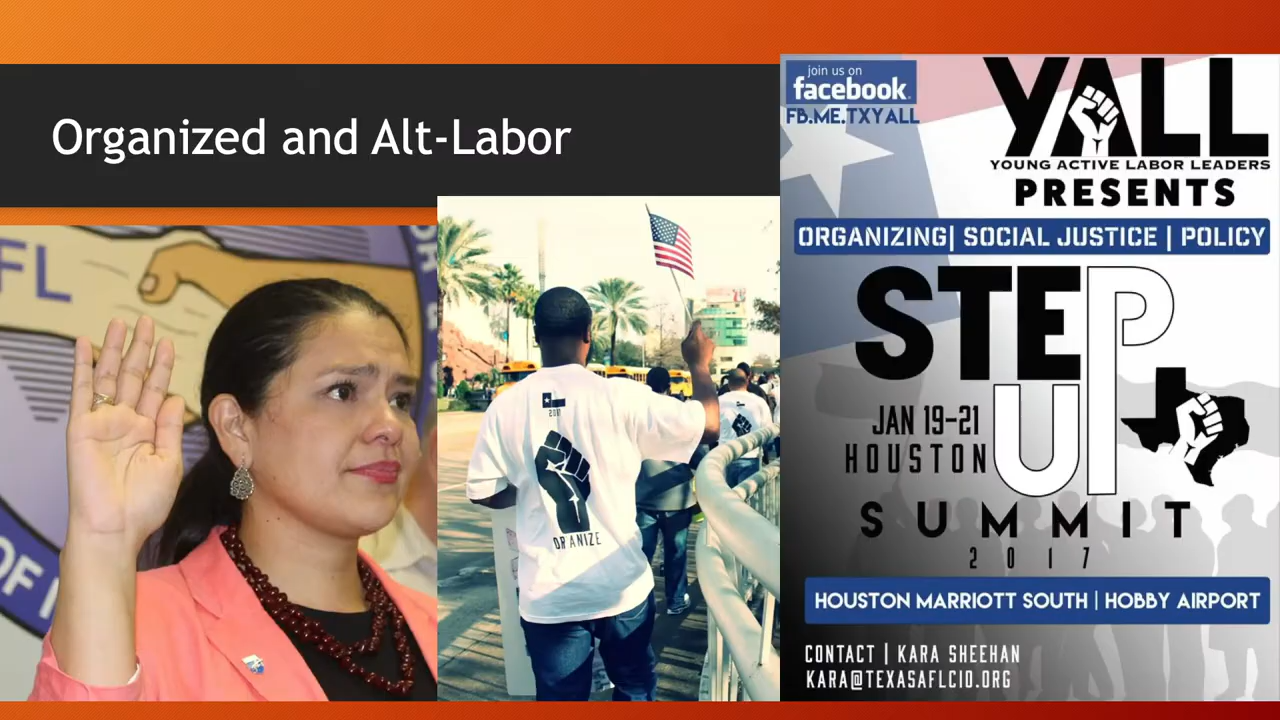 Organized and Alt-Labor
FL
OF
2017
ORGANIZE
join us on
facebook
FB.ME.TXYALL
YALL
YOUNG ACTIVE LABOR LEADERS
PRESENTS
ORGANIZING| SOCIAL JUSTICE | POLICY
STEP
UP
JAN 19-21
HOUSTON
SUMMIT
2017
HOUSTON MARRIOTT SOUTH | HOBBY AIRPORT
CONTACT | KARA SHEEHAN
KARA@TEXASAFLCIO.ORG